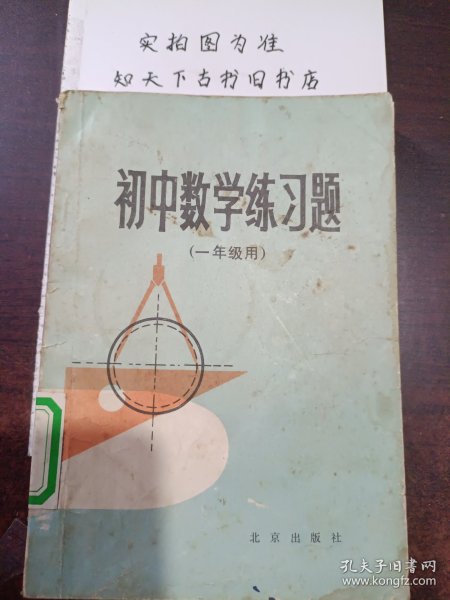 实拍图为准
知天下古书旧书店
初中数学练习题
(一年级用)
北京出版社
孔夫子旧书网
www.kongfz.com